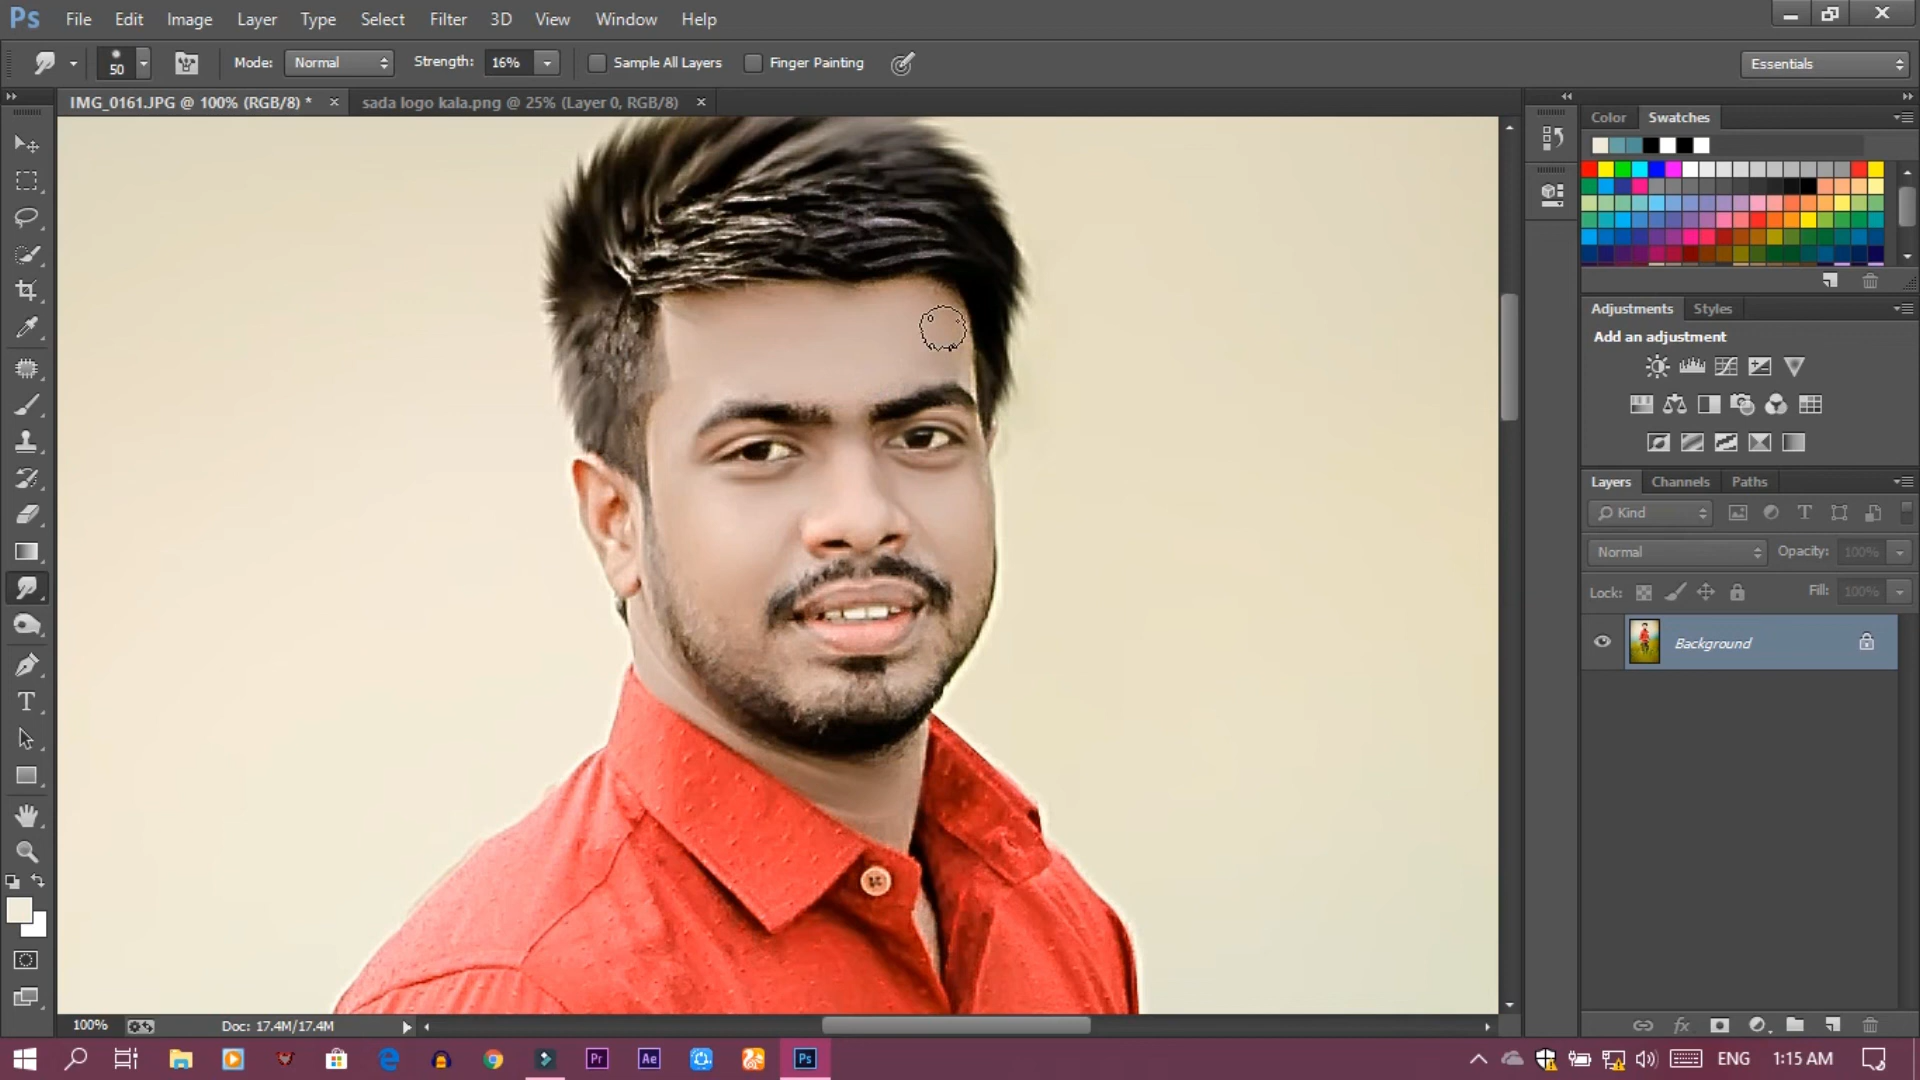 Ps File Edit Image Layer Type Select Filter 3D View Window Help
50 Mode: Normal Strength: 16% Sample All Layers Finger Painting Essentials
IMG_0161.JPG @ 100% (RGB/8) * × sada logo kala.png @ 25% (Layer 0, RGB/8) ×
Color Swatches
Adjustments Styles
Add an adjustment
Layers Channels Paths
Kind
Normal Opacity: 100%
Lock: Fill: 100%
Background
100% Doc: 17.4M/17.4M
Pr Ae Ps ENG 1:15 AM